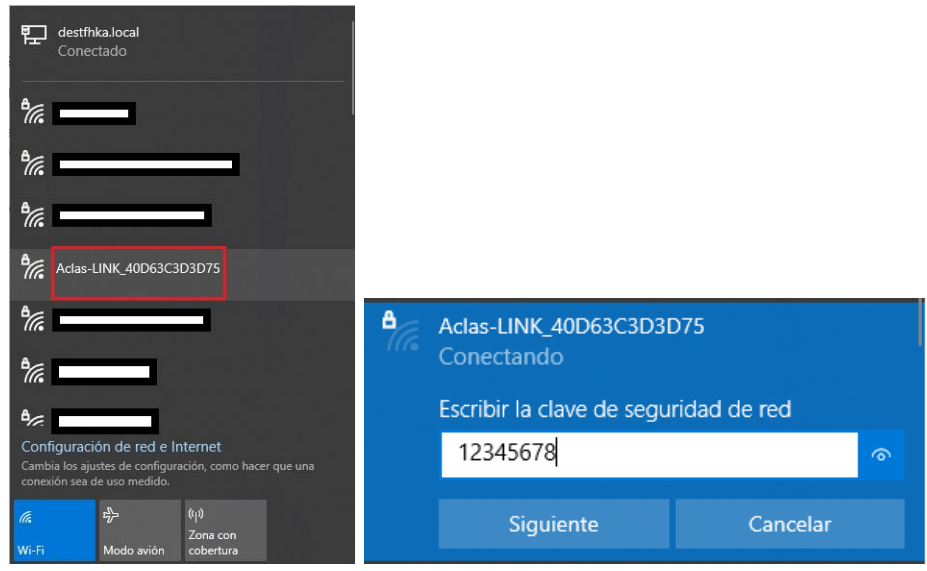 destfhka.local
Conectado
Aclas-LINK_40D63C3D3D75
Configuración de red e Internet
Cambia los ajustes de configuración, como hacer que una
conexión sea de uso medido.
Wi-Fi
Modo avión
Zona con
cobertura
Aclas-LINK_40D63C3D3D75
Conectando
Escribir la clave de seguridad de red
12345678
Siguiente
Cancelar